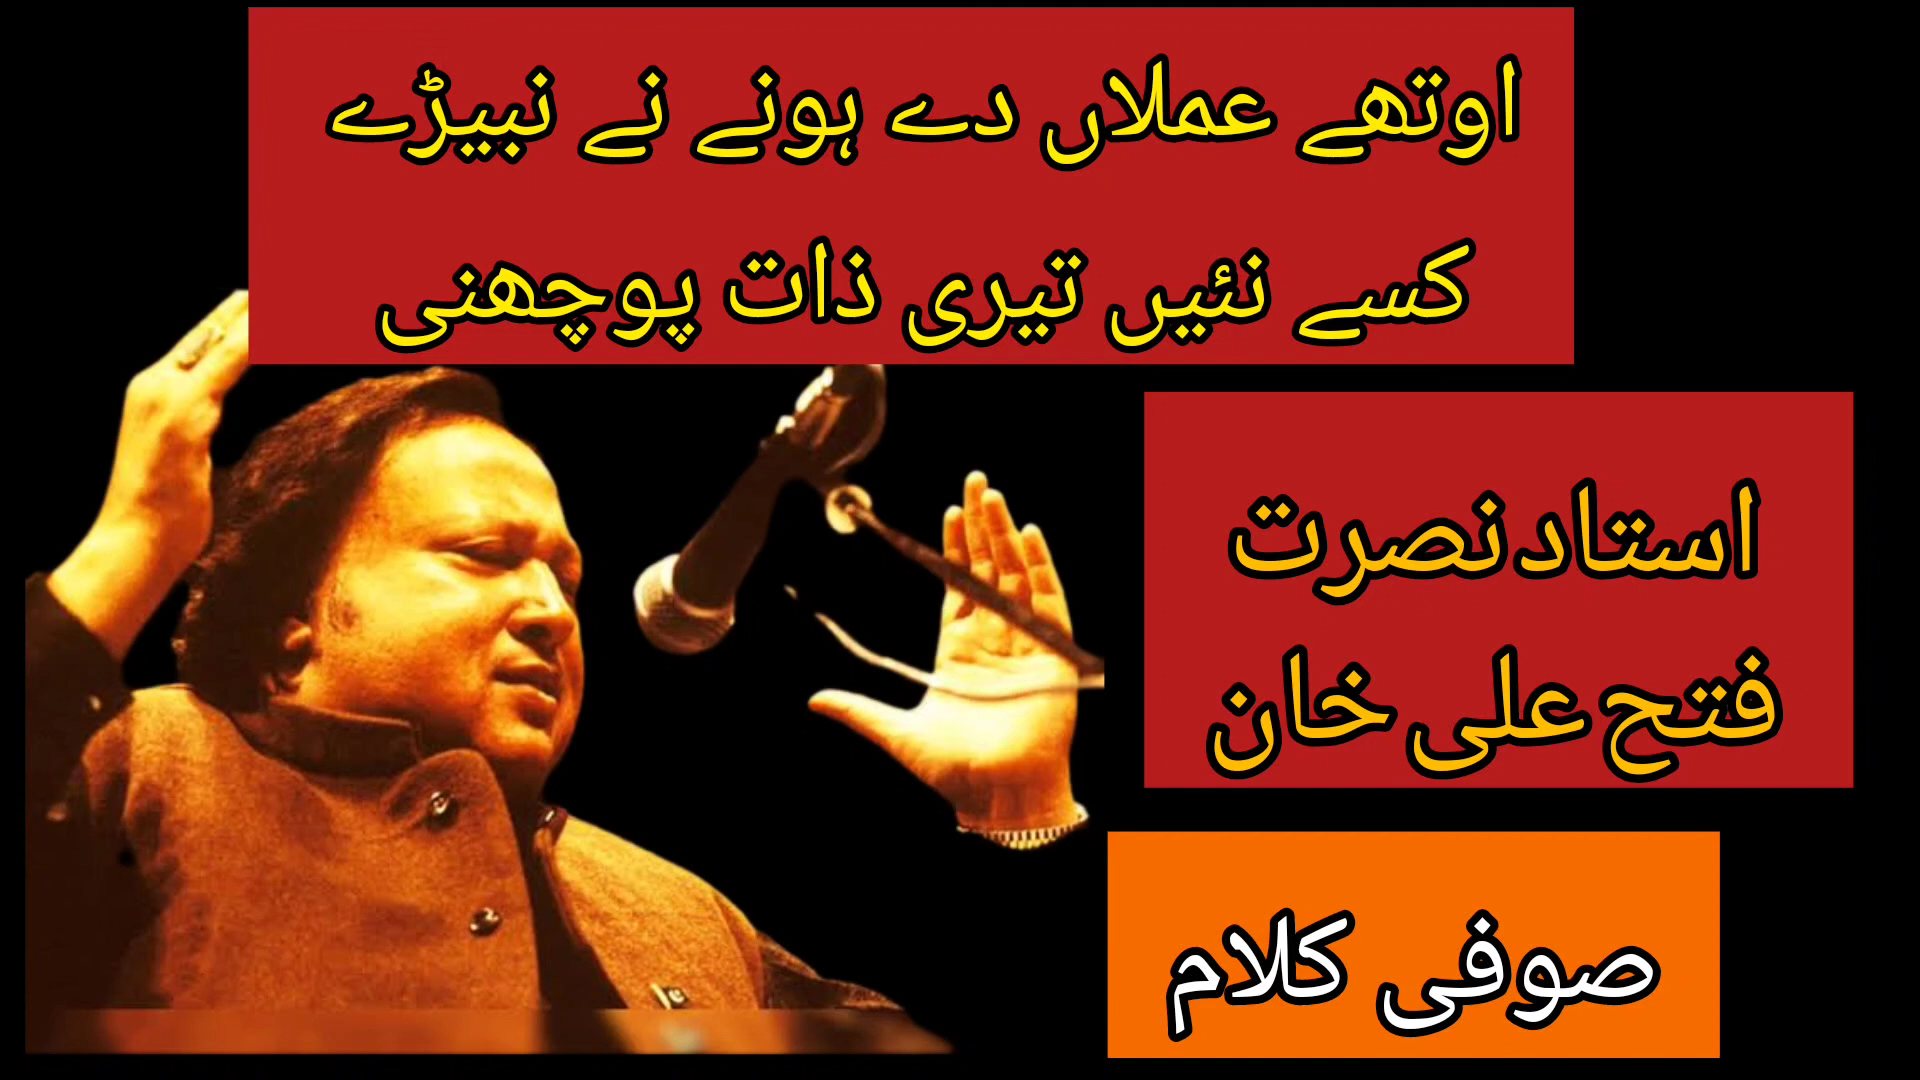 اوتھے عملاں دے ہونے نے نبیڑے
کسے نئیں تیری ذات پوچھنی
استاد نصرت
فتح علی خان
صوفی کلام